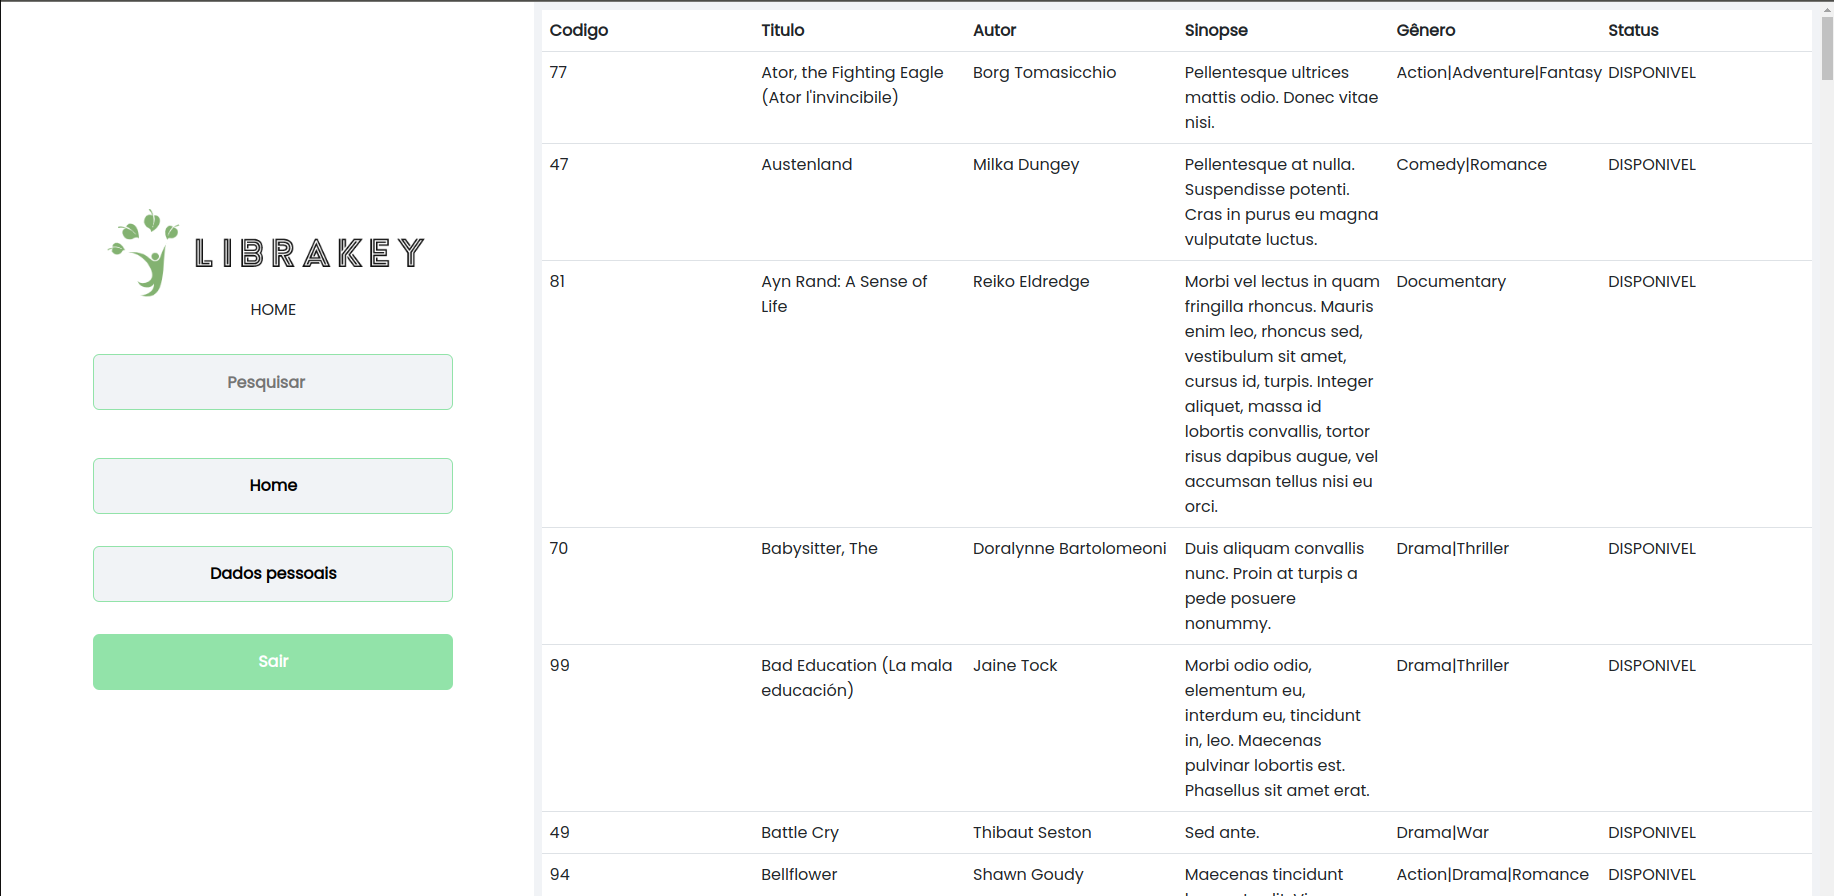 LIBRAKEY
HOME
Pesquisar
Home
Dados pessoais
Sair
Codigo Titulo Autor Sinopse Gênero Status
77 Ator, the Fighting Eagle Borg Tomasicchio Pellentesque ultrices Action|Adventure|Fantasy DISPONIVEL
(Ator l'invincibile) mattis odio. Donec vitae
nisi.
47 Austenland Milka Dungey Pellentesque at nulla. Comedy|Romance DISPONIVEL
Suspendisse potenti.
Cras in purus eu magna
vulputate luctus.
81 Ayn Rand: A Sense of Reiko Eldredge Morbi vel lectus in quam Documentary DISPONIVEL
Life fringilla rhoncus. Mauris
enim leo, rhoncus sed,
vestibulum sit amet,
cursus id, turpis. Integer
aliquet, massa id
lobortis convallis, tortor
risus dapibus augue, vel
accumsan tellus nisi eu
orci.
70 Babysitter, The Doralynne Bartolomeoni Duis aliquam convallis Drama|Thriller DISPONIVEL
nunc. Proin at turpis a
pede posuere
nonummy.
99 Bad Education (La mala Jaine Tock Morbi odio odio, Drama|Thriller DISPONIVEL
educación) elementum eu,
interdum eu, tincidunt
in, leo. Maecenas
pulvinar lobortis est.
Phasellus sit amet erat.
49 Battle Cry Thibaut Seston Sed ante. Drama|War DISPONIVEL
94 Bellflower Shawn Goudy Maecenas tincidunt Action|Drama|Romance DISPONIVEL